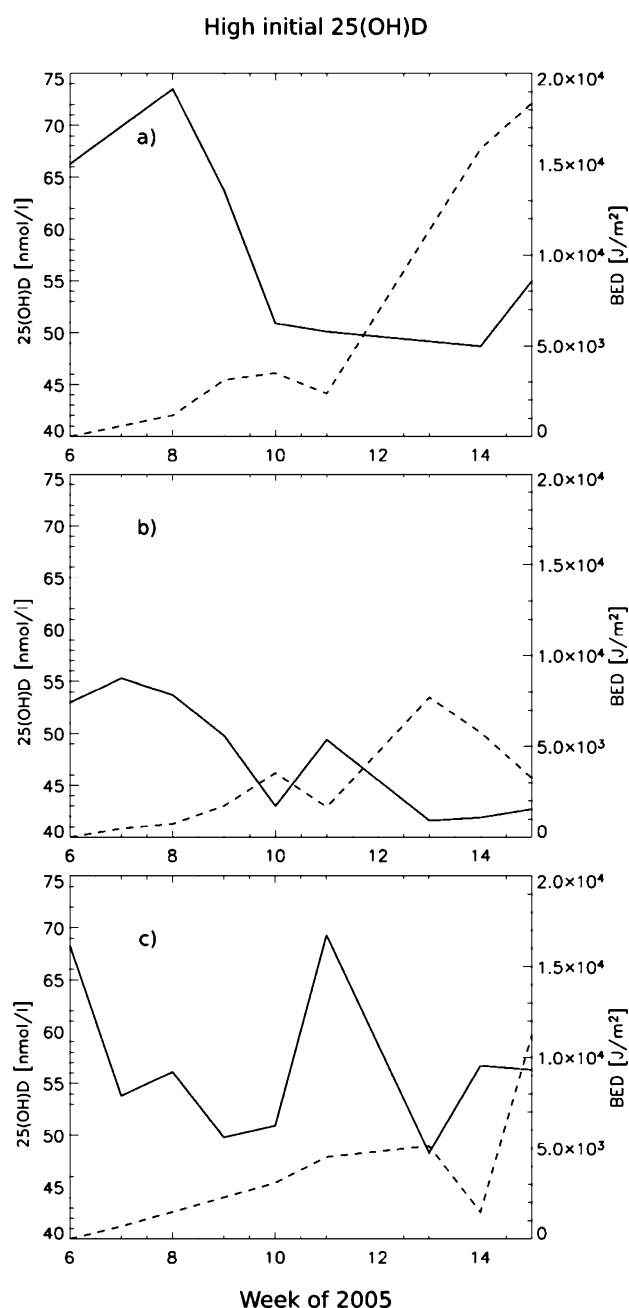 High initial 25(OH)D
75
70
65
60
55
50
45
40
25(OH)D [nmol/l]
a)
2.0×10⁴
1.5×10⁴
1.0×10⁴
5.0×10³
0
BED [J/m²]
6 8 10 12 14
75
70
65
60
55
50
45
40
25(OH)D [nmol/l]
b)
2.0×10⁴
1.5×10⁴
1.0×10⁴
5.0×10³
0
BED [J/m²]
6 8 10 12 14
75
70
65
60
55
50
45
40
25(OH)D [nmol/l]
c)
2.0×10⁴
1.5×10⁴
1.0×10⁴
5.0×10³
0
BED [J/m²]
6 8 10 12 14
Week of 2005